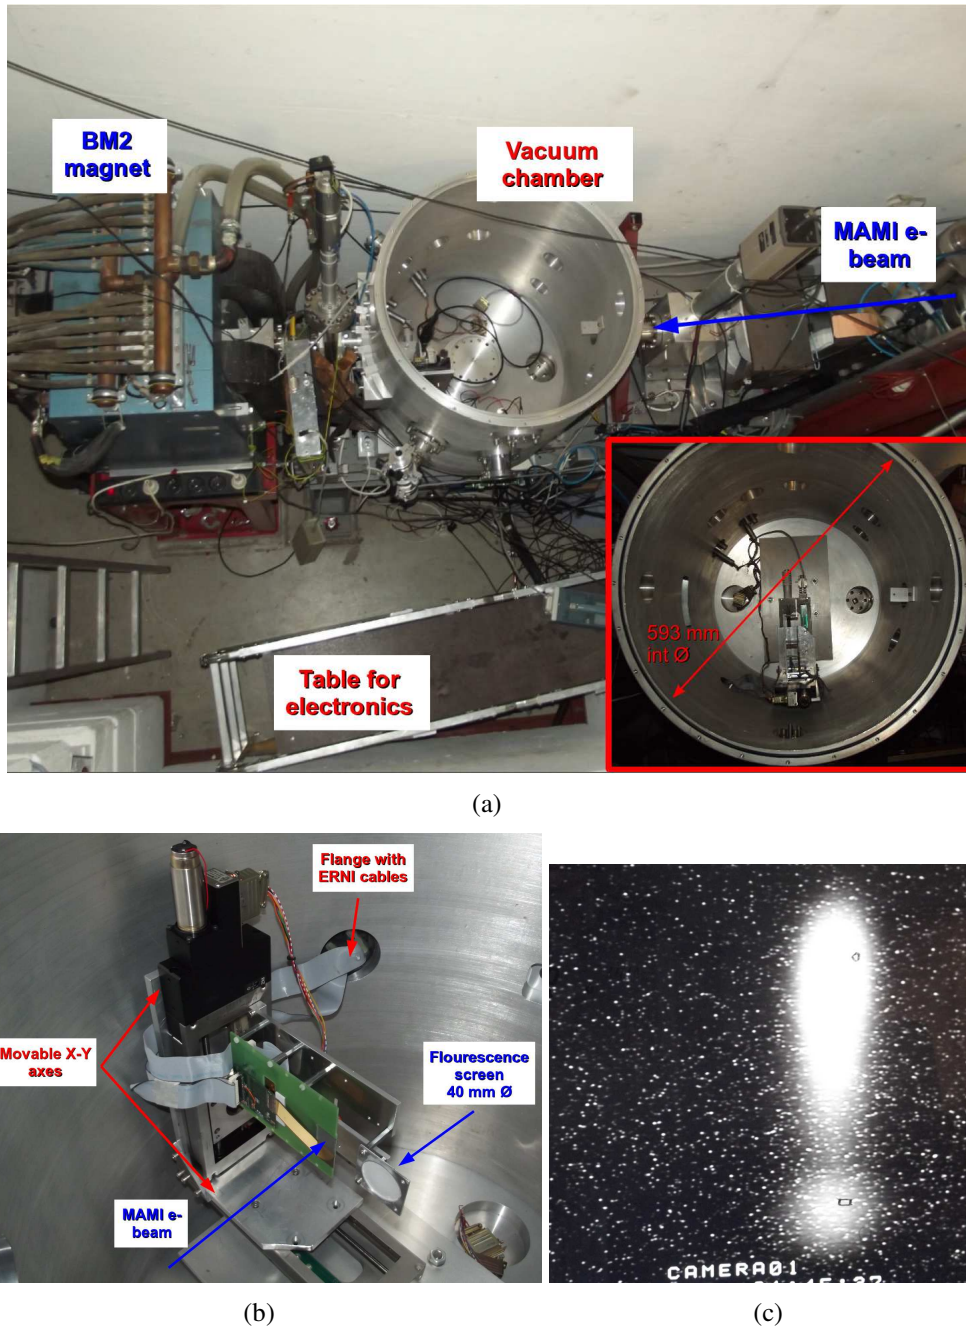 BM2
magnet
Vacuum
chamber
MAMI e-
beam
593 mm
int Ø
Table for
electronics
(a)
Flange with
ERNI cables
Movable X-Y
axes
Flourescence
screen
40 mm Ø
MAMI e-
beam
CAMERA01
(b)
(c)